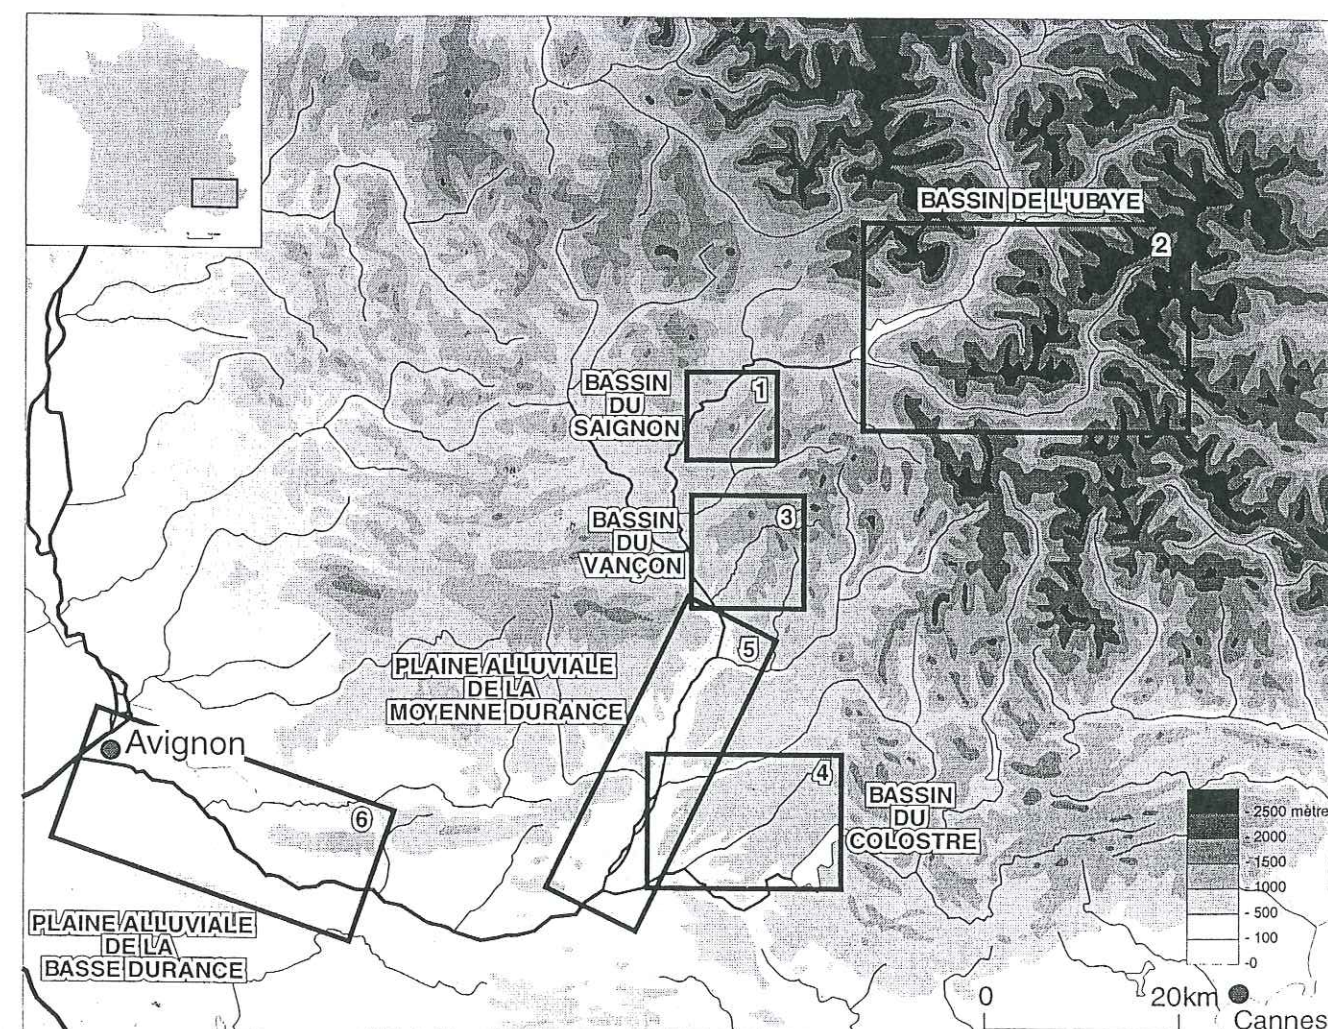 BASSIN DE L'UBAYE
2
BASSIN
DU
SAIGNON
1
BASSIN
DU
VANÇON
3
PLAINE ALLUVIALE
DE LA
MOYENNE DURANCE
5
Avignon
6
4
BASSIN
DU
COLOSTRE
PLAINE ALLUVIALE
DE LA
BASSE DURANCE
- 2500 mètre
- 2000
- 1500
- 1000
- 500
- 100
-0
0 20km
Cannes